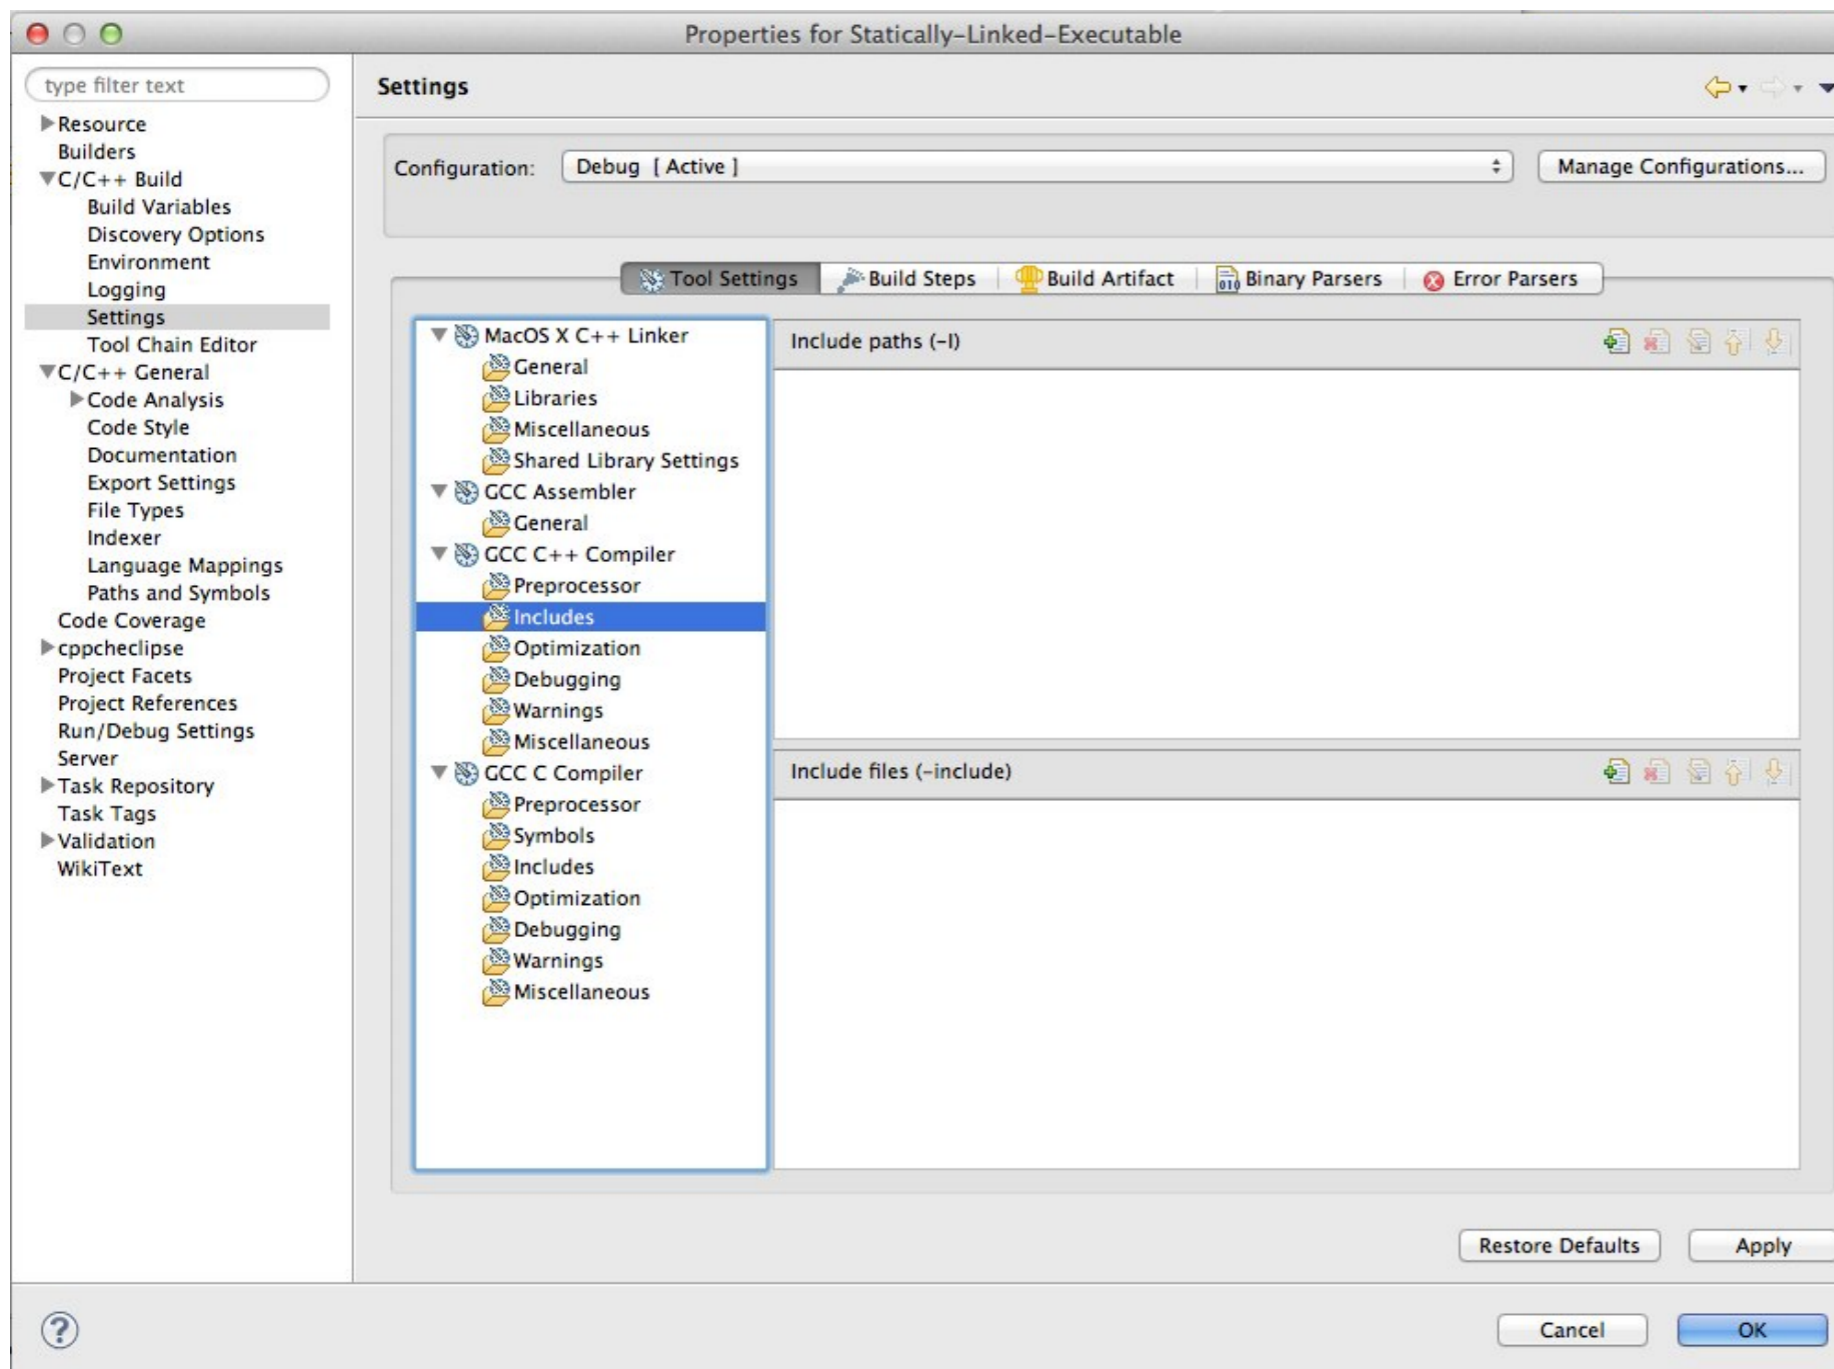 Properties for Statically-Linked-Executable
type filter text
Resource
Builders
C/C++ Build
Build Variables
Discovery Options
Environment
Logging
Settings
Tool Chain Editor
C/C++ General
Code Analysis
Code Style
Documentation
Export Settings
File Types
Indexer
Language Mappings
Paths and Symbols
Code Coverage
cppcheclipse
Project Facets
Project References
Run/Debug Settings
Server
Task Repository
Task Tags
Validation
WikiText
Settings
Configuration: Debug [ Active ] Manage Configurations...
Tool Settings Build Steps Build Artifact Binary Parsers Error Parsers
MacOS X C++ Linker
General
Libraries
Miscellaneous
Shared Library Settings
GCC Assembler
General
GCC C++ Compiler
Preprocessor
Includes
Optimization
Debugging
Warnings
Miscellaneous
GCC C Compiler
Preprocessor
Symbols
Includes
Optimization
Debugging
Warnings
Miscellaneous
Include paths (-I)
Include files (-include)
Restore Defaults Apply
? Cancel OK